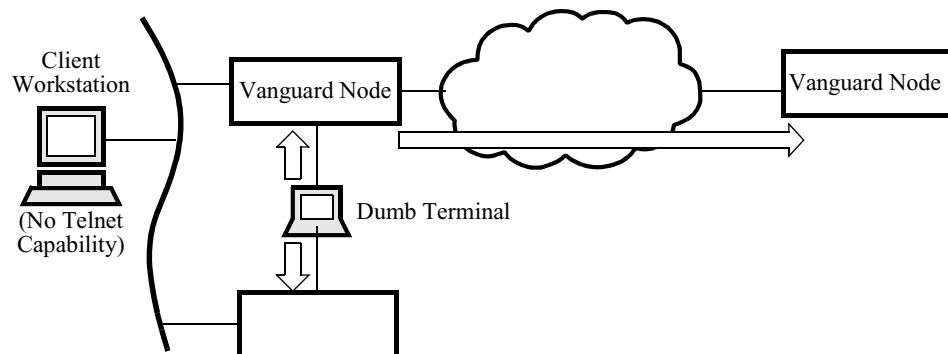 Client
Workstation
(No Telnet
Capability)
Vanguard Node
Dumb Terminal
Vanguard Node